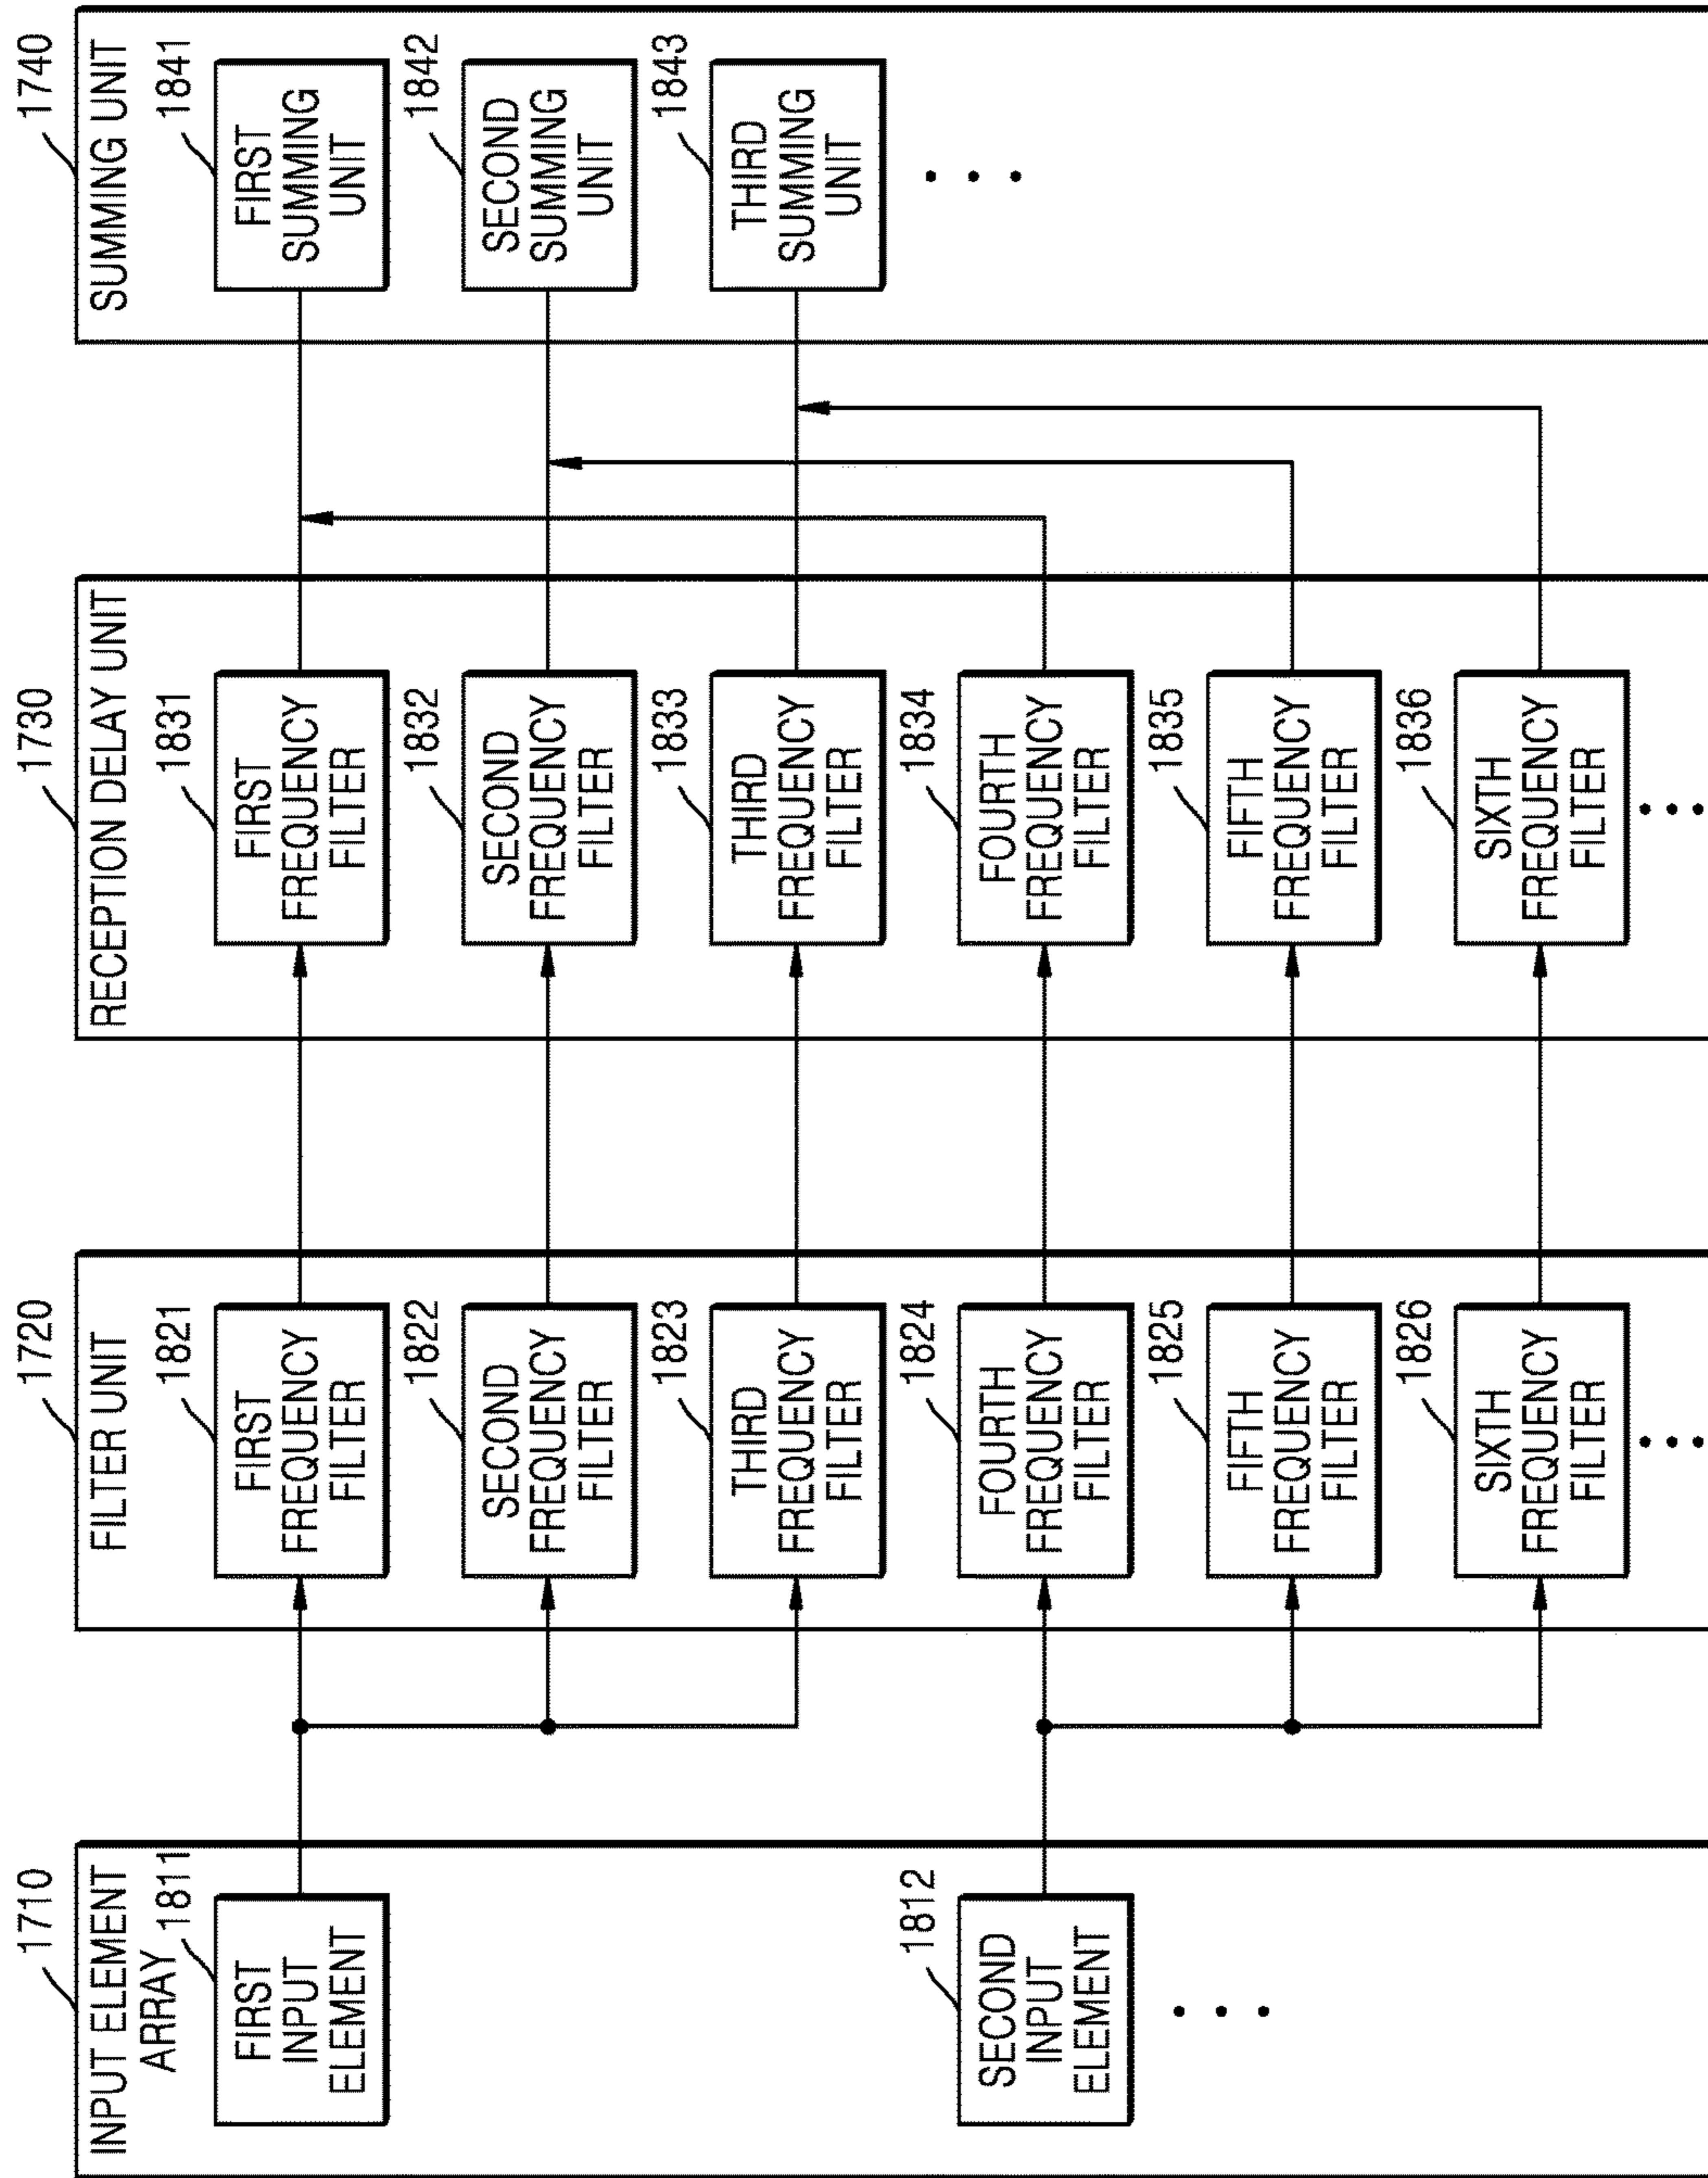 1710
INPUT ELEMENT
ARRAY
1811
FIRST
INPUT
ELEMENT
1812
SECOND
INPUT
ELEMENT
1720
FILTER UNIT
1821
FIRST
FREQUENCY
FILTER
1822
SECOND
FREQUENCY
FILTER
1823
THIRD
FREQUENCY
FILTER
1824
FOURTH
FREQUENCY
FILTER
1825
FIFTH
FREQUENCY
FILTER
1826
SIXTH
FREQUENCY
FILTER
1730
RECEPTION DELAY UNIT
1831
FIRST
FREQUENCY
FILTER
1832
SECOND
FREQUENCY
FILTER
1833
THIRD
FREQUENCY
FILTER
1834
FOURTH
FREQUENCY
FILTER
1835
FIFTH
FREQUENCY
FILTER
1836
SIXTH
FREQUENCY
FILTER
1740
SUMMING UNIT
1841
FIRST
SUMMING
UNIT
1842
SECOND
SUMMING
UNIT
1843
THIRD
SUMMING
UNIT